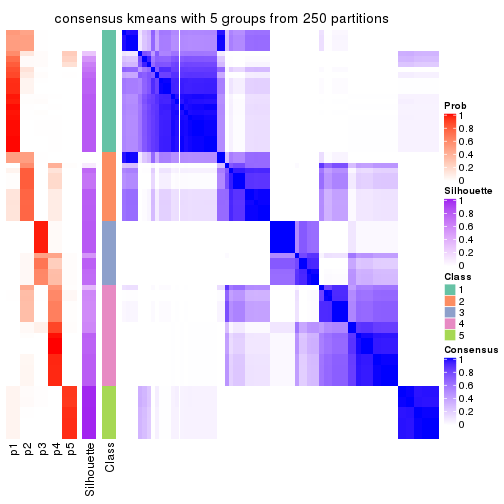 consensus kmeans with 5 groups from 250 partitions
p1
p2
p3
p4
p5
Silhouette
Class
Prob
1
0.8
0.6
0.4
0.2
0
Silhouette
1
0.8
0.6
0.4
0.2
0
Class
1
2
3
4
5
Consensus
1
0.8
0.6
0.4
0.2
0